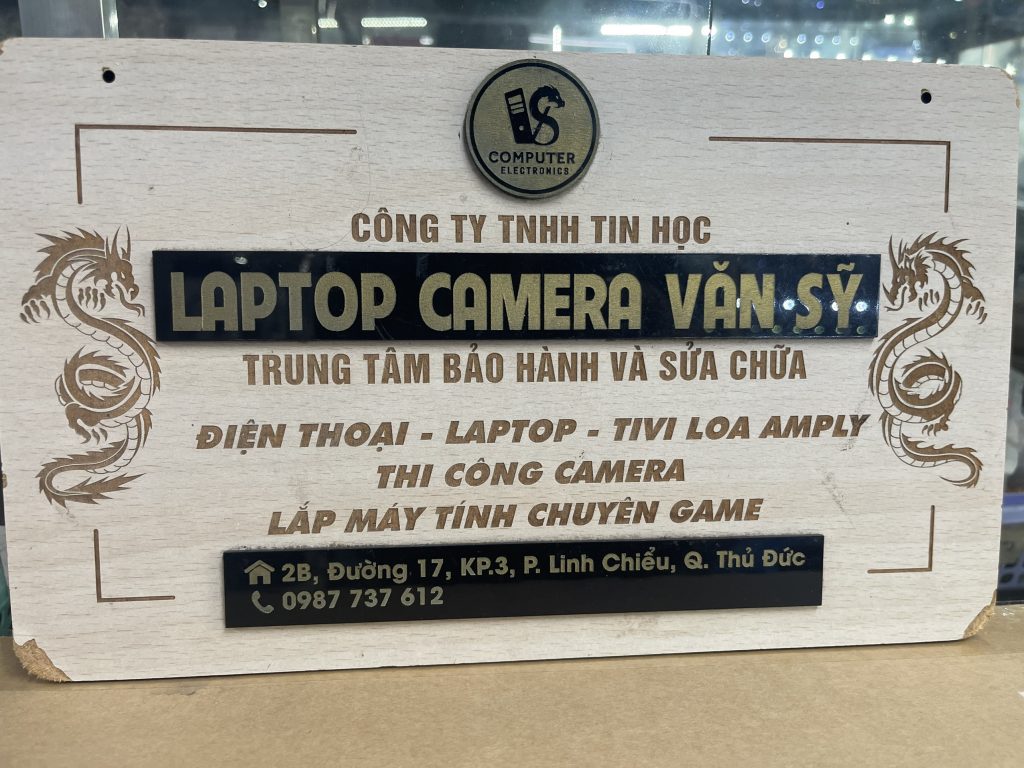 VS
COMPUTER
ELECTRONICS
CÔNG TY TNHH TIN HỌC
LAPTOP CAMERA VĂN.S.Ỹ.
TRUNG TÂM BẢO HÀNH VÀ SỬA CHỮA
ĐIỆN THOẠI - LAPTOP - TIVI LOA AMPLY
THI CÔNG CAMERA
LẮP MÁY TÍNH CHUYÊN GAME
2B, Đường 17, KP.3, P. Linh Chiểu, Q. Thủ Đức
0987 737 612